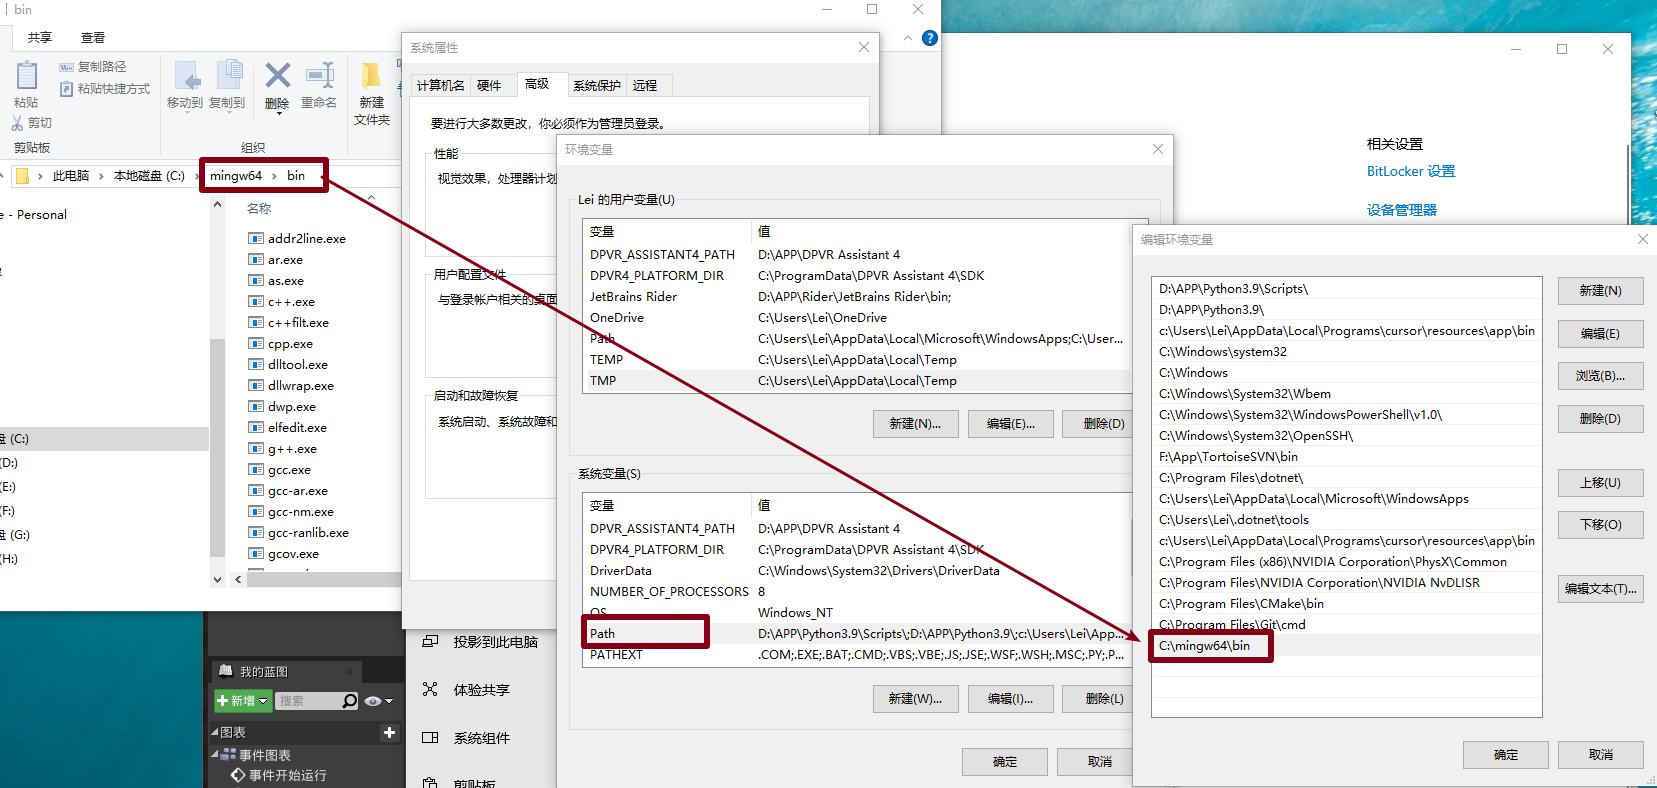 bin
共享
查看
粘贴
复制路径
粘贴快捷方式
剪切
剪贴板
移动到
复制到
删除
重命名
组织
新建
文件夹
此电脑
本地磁盘 (C:)
mingw64
bin
e - Personal
(C:)
(D:)
(E:)
(F:)
(G:)
(H:)
名称
addr2line.exe
ar.exe
as.exe
c++.exe
c++filt.exe
cpp.exe
dlltool.exe
dllwrap.exe
dwp.exe
elfedit.exe
g++.exe
gcc.exe
gcc-ar.exe
gcc-nm.exe
gcc-ranlib.exe
gcov.exe
系统属性
计算机名
硬件
高级
系统保护
远程
要进行大多数更改，你必须作为管理员登录。
性能
视觉效果，处理器计划
用户配置文件
与登录帐户相关的桌面
启动和故障恢复
系统启动、系统故障和
环境变量
Lei 的用户变量(U)
变量 值
DPVR_ASSISTANT4_PATH D:\APP\DPVR Assistant 4
DPVR4_PLATFORM_DIR C:\ProgramData\DPVR Assistant 4\SDK
JetBrains Rider D:\APP\Rider\JetBrains Rider\bin;
OneDrive C:\Users\Lei\OneDrive
Path C:\Users\Lei\AppData\Local\Microsoft\WindowsApps;C:\User...
TEMP C:\Users\Lei\AppData\Local\Temp
TMP C:\Users\Lei\AppData\Local\Temp
新建(N)...
编辑(E)...
删除(D)
系统变量(S)
变量 值
DPVR_ASSISTANT4_PATH D:\APP\DPVR Assistant 4
DPVR4_PLATFORM_DIR C:\ProgramData\DPVR Assistant 4\SDK
DriverData C:\Windows\System32\Drivers\DriverData
NUMBER_OF_PROCESSORS 8
OS Windows_NT
Path D:\APP\Python3.9\Scripts\;D:\APP\Python3.9\;c:\Users\Lei\App...
PATHEXT .COM;.EXE;.BAT;.CMD;.VBS;.VBE;.JS;.JSE;.WSF;.WSH;.MSC;.PY;.P...
新建(W)...
编辑(I)...
删除(L)
确定
取消
相关设置
BitLocker 设置
设备管理器
编辑环境变量
D:\APP\Python3.9\Scripts\
D:\APP\Python3.9\
c:\Users\Lei\AppData\Local\Programs\cursor\resources\app\bin
C:\Windows\system32
C:\Windows
C:\Windows\System32\Wbem
C:\Windows\System32\WindowsPowerShell\v1.0\
C:\Windows\System32\OpenSSH\
F:\App\TortoiseSVN\bin
C:\Program Files\dotnet\
C:\Users\Lei\AppData\Local\Microsoft\WindowsApps
C:\Users\Lei\.dotnet\tools
c:\Users\Lei\AppData\Local\Programs\cursor\resources\app\bin
C:\Program Files (x86)\NVIDIA Corporation\PhysX\Common
C:\Program Files\NVIDIA Corporation\NVIDIA NvDLISR
C:\Program Files\CMake\bin
C:\Program Files\Git\cmd
C:\mingw64\bin
新建(N)
编辑(E)
浏览(B)...
删除(D)
上移(U)
下移(O)
编辑文本(T)...
确定
取消
投影到此电脑
体验共享
系统组件
剪贴板
我的蓝图
新增
搜索
图表
事件图表
事件开始运行